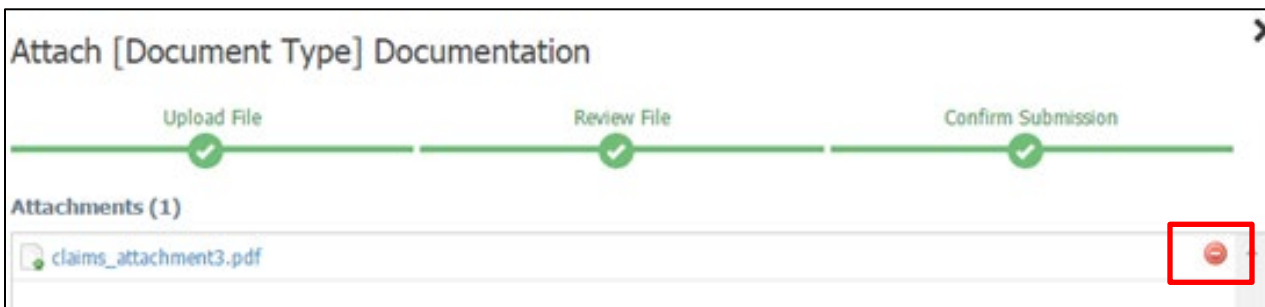 Attach [Document Type] Documentation
Upload File Review File Confirm Submission
Attachments (1)
claims_attachment3.pdf